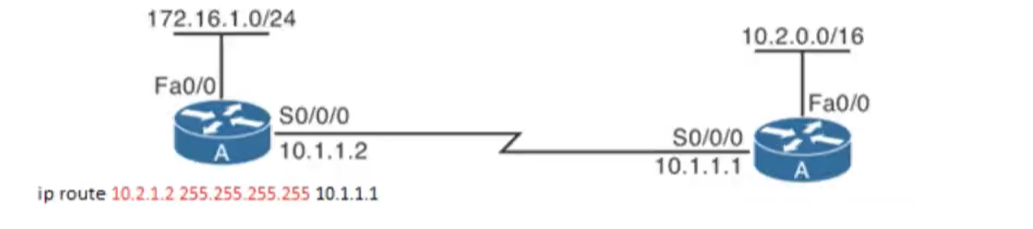 172.16.1.0/24
10.2.0.0/16
Fa0/0
Fa0/0
S0/0/0
S0/0/0
10.1.1.2
10.1.1.1
A
A
ip route 10.2.1.2 255.255.255.255 10.1.1.1